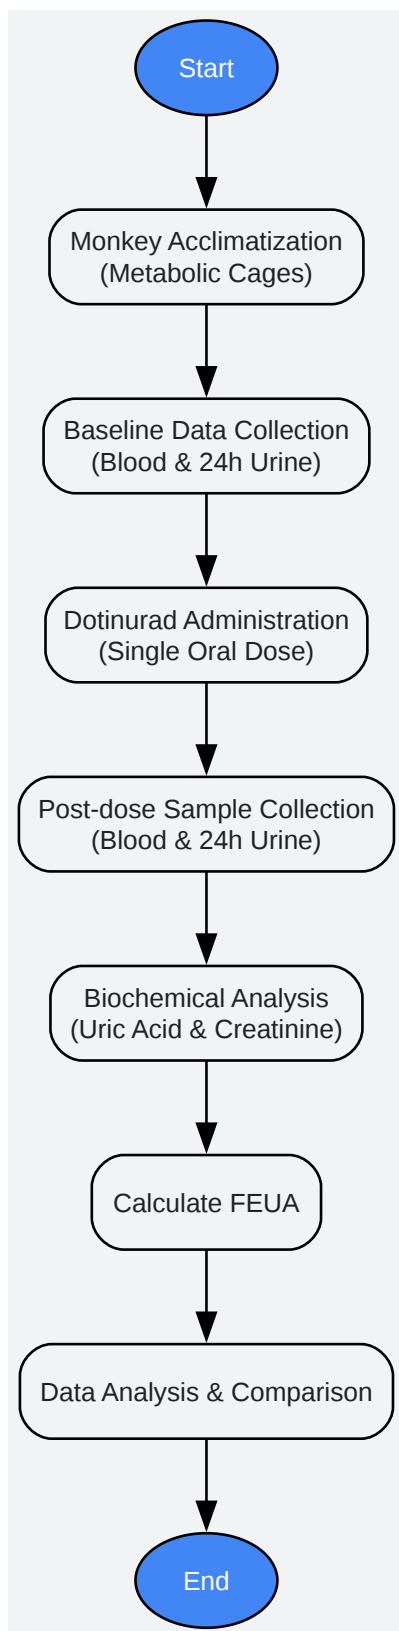 Start
Monkey Acclimatization
(Metabolic Cages)
Baseline Data Collection
(Blood & 24h Urine)
Dotinurad Administration
(Single Oral Dose)
Post-dose Sample Collection
(Blood & 24h Urine)
Biochemical Analysis
(Uric Acid & Creatinine)
Calculate FEUA
Data Analysis & Comparison
End